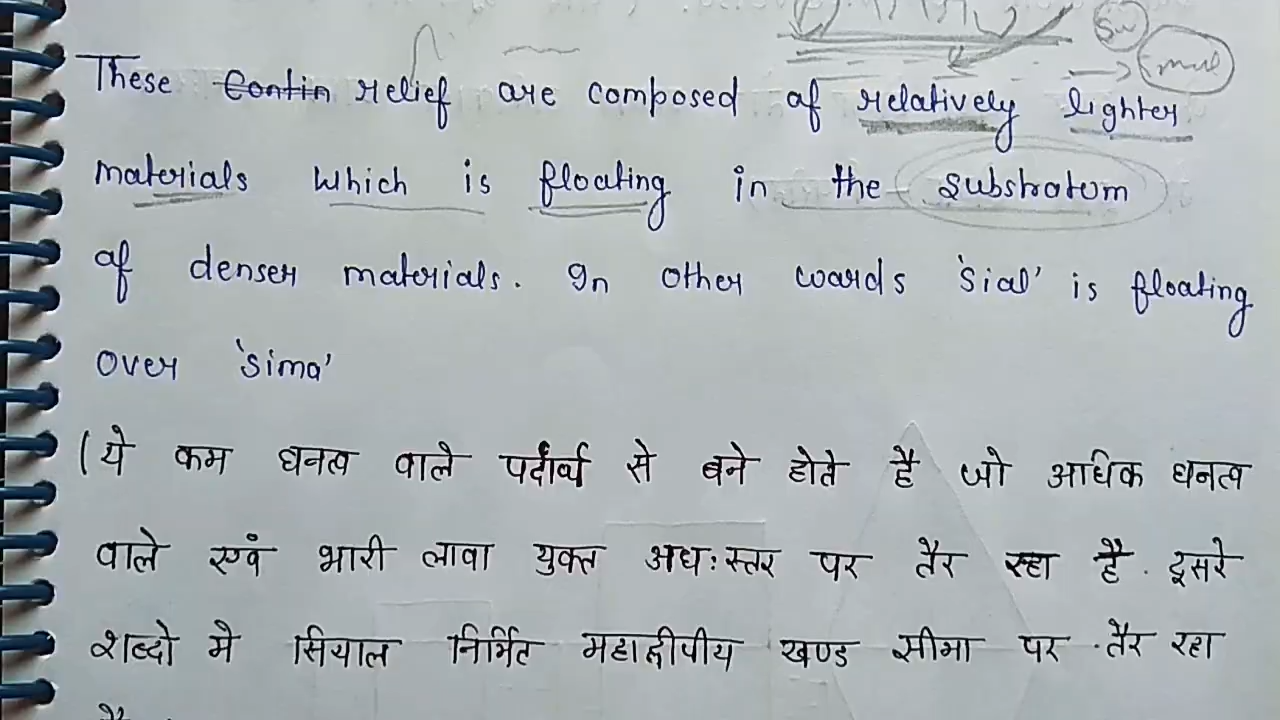 These Contin relief are composed of relatively lighter
materials which is floating in the substratum
of denser materials. In other words 'sial' is floating
over 'sima'
(ये कम घनत्व वाले पदार्थ से बने होते है जो अधिक घनत्व
वाले एवं भारी लावा युक्त अधःस्तर पर तैर रहा है. दुसरे
शब्दो मे सियाल निर्मित महाद्वीपीय खण्ड सीमा पर तैर रहा